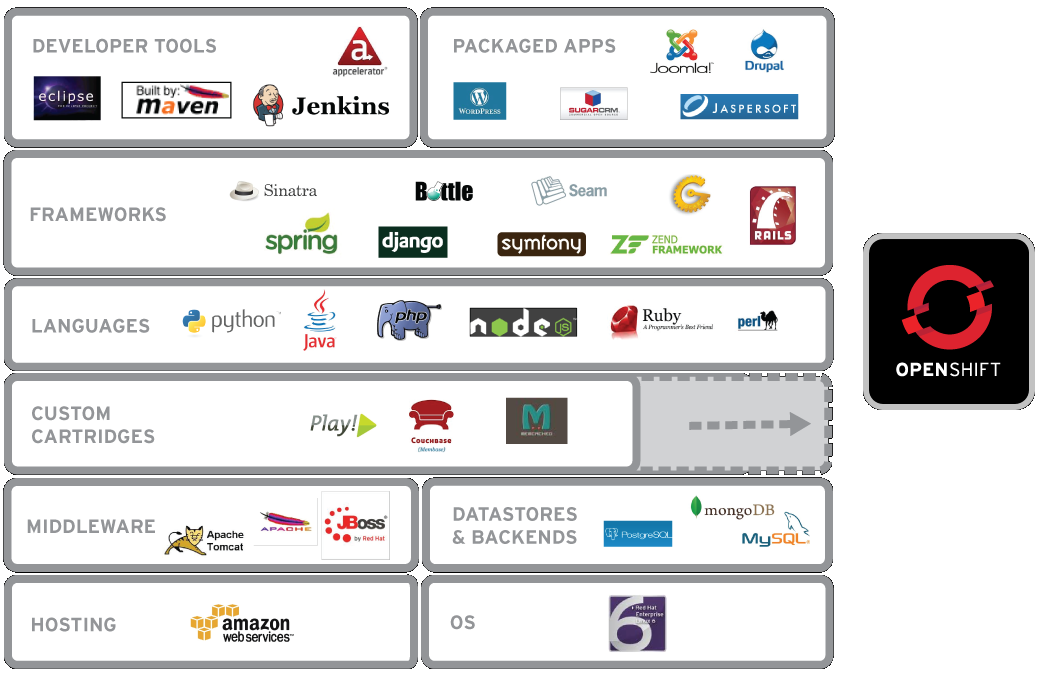 DEVELOPER TOOLS
appcelerator®
eclipse
Built by:
maven
Jenkins
PACKAGED APPS
Joomla!
Drupal
WORDPRESS
SUGARCRM
JASPERSOFT
FRAMEWORKS
Sinatra
Bottle
Seam
spring
django
symfony
ZF ZEND
FRAMEWORK
RAILS
LANGUAGES
python
Java
php
node JS
Ruby
A Programmer's Best Friend
perl
CUSTOM
CARTRIDGES
Play!
COUCHBASE
(Membase)
M
MEMCACHED
MIDDLEWARE
Apache
Tomcat
APACHE
JBoss®
by Red Hat
DATASTORES
& BACKENDS
PostgreSQL
mongoDB
MySQL®
HOSTING
amazon
web services™
OS
6
Red Hat
Enterprise
Linux 6
OPENSHIFT